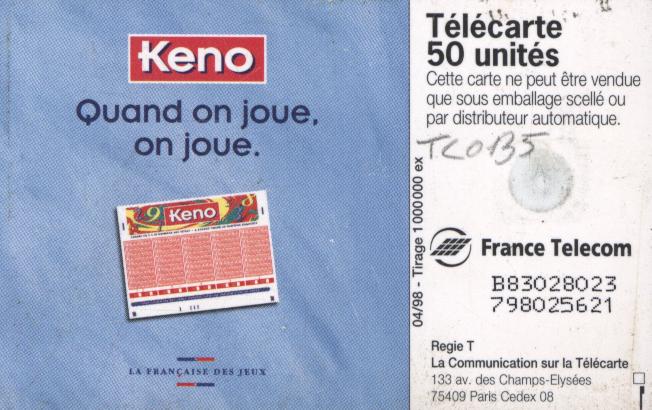 Keno
Quand on joue,
on joue.
Keno
LA FRANÇAISE DES JEUX
Télécarte
50 unités
Cette carte ne peut être vendue
que sous emballage scellé ou
par distributeur automatique.
TC0135
04/98 - Tirage 1 000 000 ex
France Telecom
B83028023
798025621
Regie T
La Communication sur la Télécarte
133 av. des Champs-Elysées
75409 Paris Cedex 08